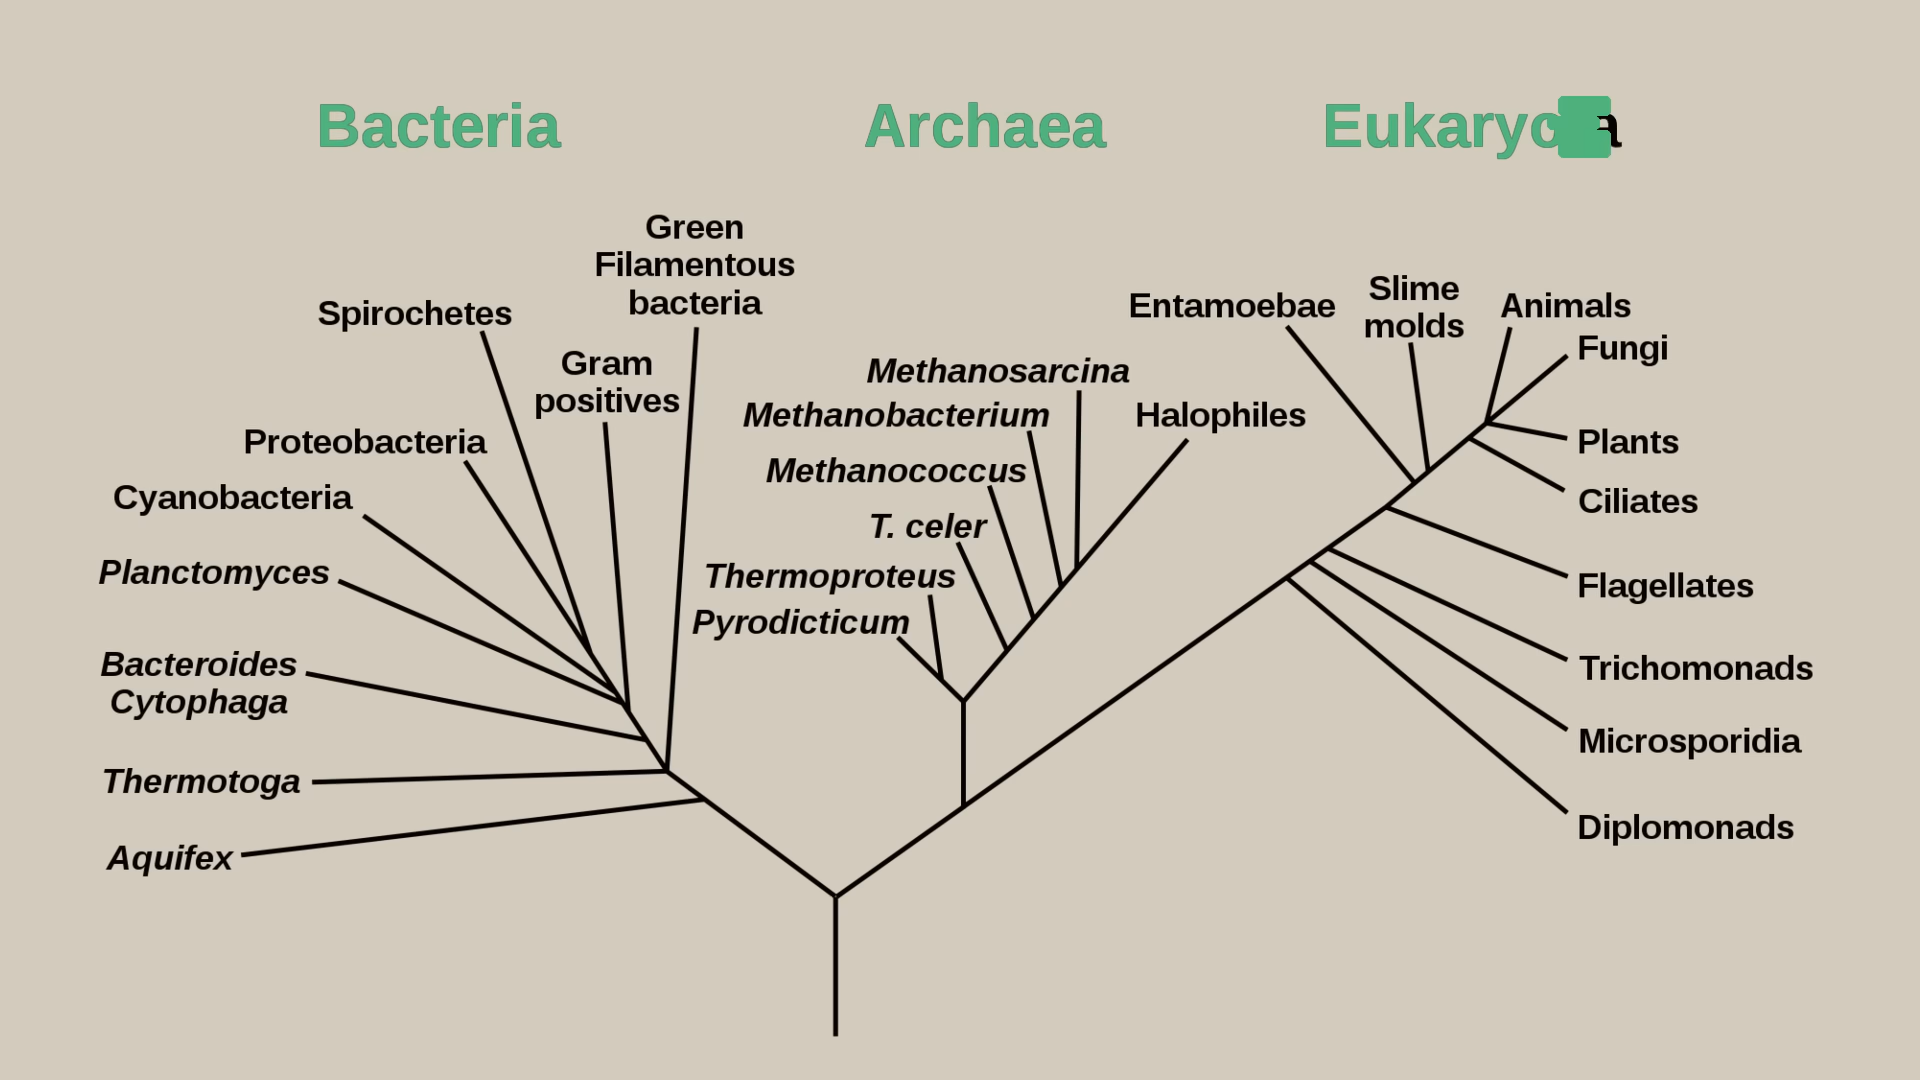 Bacteria
Archaea
Green
Filamentous
bacteria
Spirochetes
Gram
positives
Proteobacteria
Cyanobacteria
Planctomyces
Bacteroides
Cytophaga
Thermotoga
Aquifex
Methanosarcina
Methanobacterium
Halophiles
Methanococcus
T. celer
Thermoproteus
Pyrodicticum
Entamoebae
Slime
molds
Animals
Fungi
Plants
Ciliates
Flagellates
Trichomonads
Microsporidia
Diplomonads